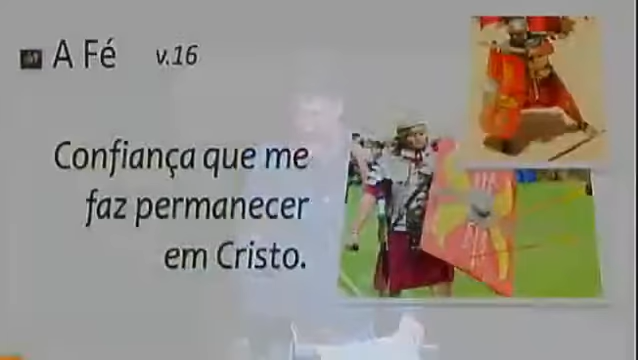 A Fé v.16
Confiança que me
faz permanecer
em Cristo.